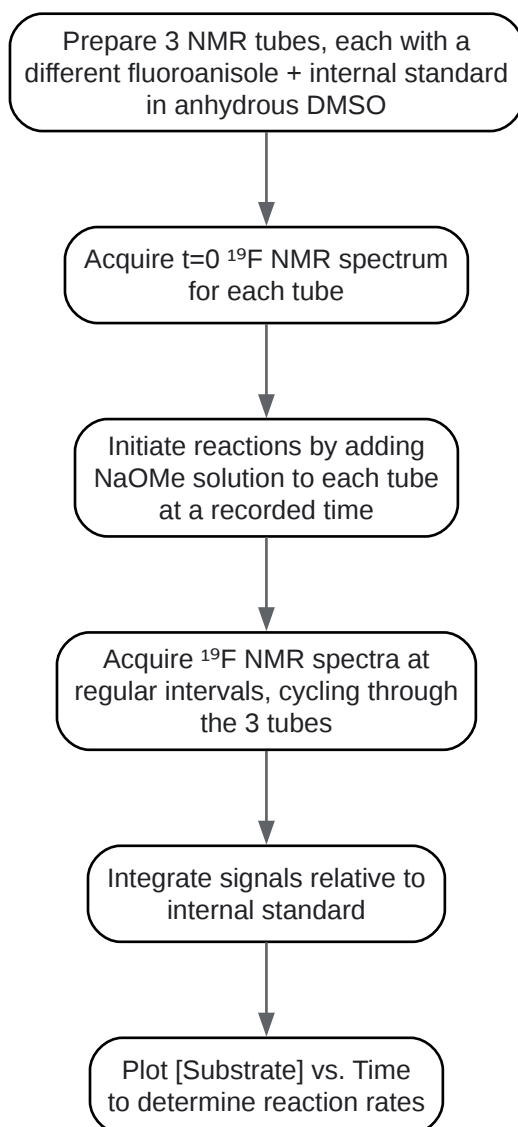 Prepare 3 NMR tubes, each with a
different fluoroanisole + internal standard
in anhydrous DMSO
Acquire t=0 ¹⁹F NMR spectrum
for each tube
Initiate reactions by adding
NaOMe solution to each tube
at a recorded time
Acquire ¹⁹F NMR spectra at
regular intervals, cycling through
the 3 tubes
Integrate signals relative to
internal standard
Plot [Substrate] vs. Time
to determine reaction rates